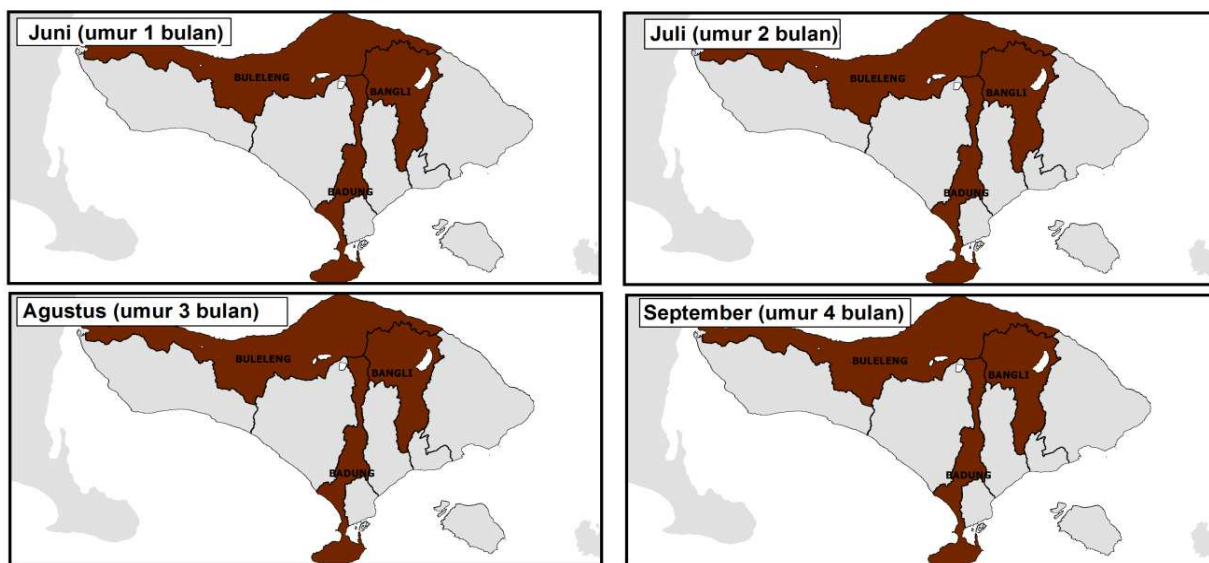 Juni (umur 1 bulan)
BULELENG
BANGLI
BADUNG
Juli (umur 2 bulan)
BULELENG
BANGLI
BADUNG
Agustus (umur 3 bulan)
BULELENG
BANGLI
BADUNG
September (umur 4 bulan)
BULELENG
BANGLI
BADUNG